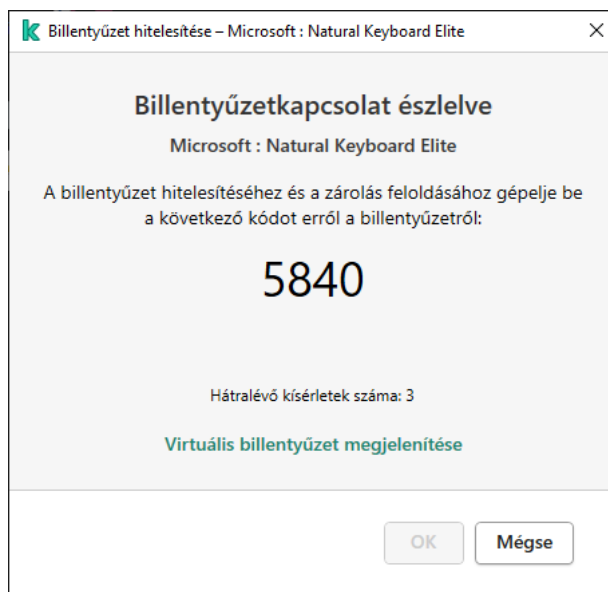 Billentyűzet hitelesítése – Microsoft : Natural Keyboard Elite
Billentyűzetkapcsolat észlelve
Microsoft : Natural Keyboard Elite
A billentyűzet hitelesítéséhez és a zárolás feloldásához gépelje be
a következő kódot erről a billentyűzetről:
5840
Hátralévő kísérletek száma: 3
Virtuális billentyűzet megjelenítése
OK
Mégse